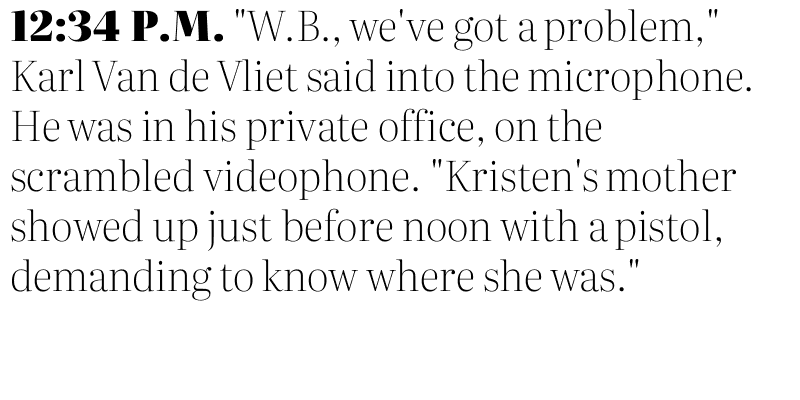 12:34 P.M. "W.B., we've got a problem,"
Karl Van de Vliet said into the microphone.
He was in his private office, on the
scrambled videophone. "Kristen's mother
showed up just before noon with a pistol,
demanding to know where she was."